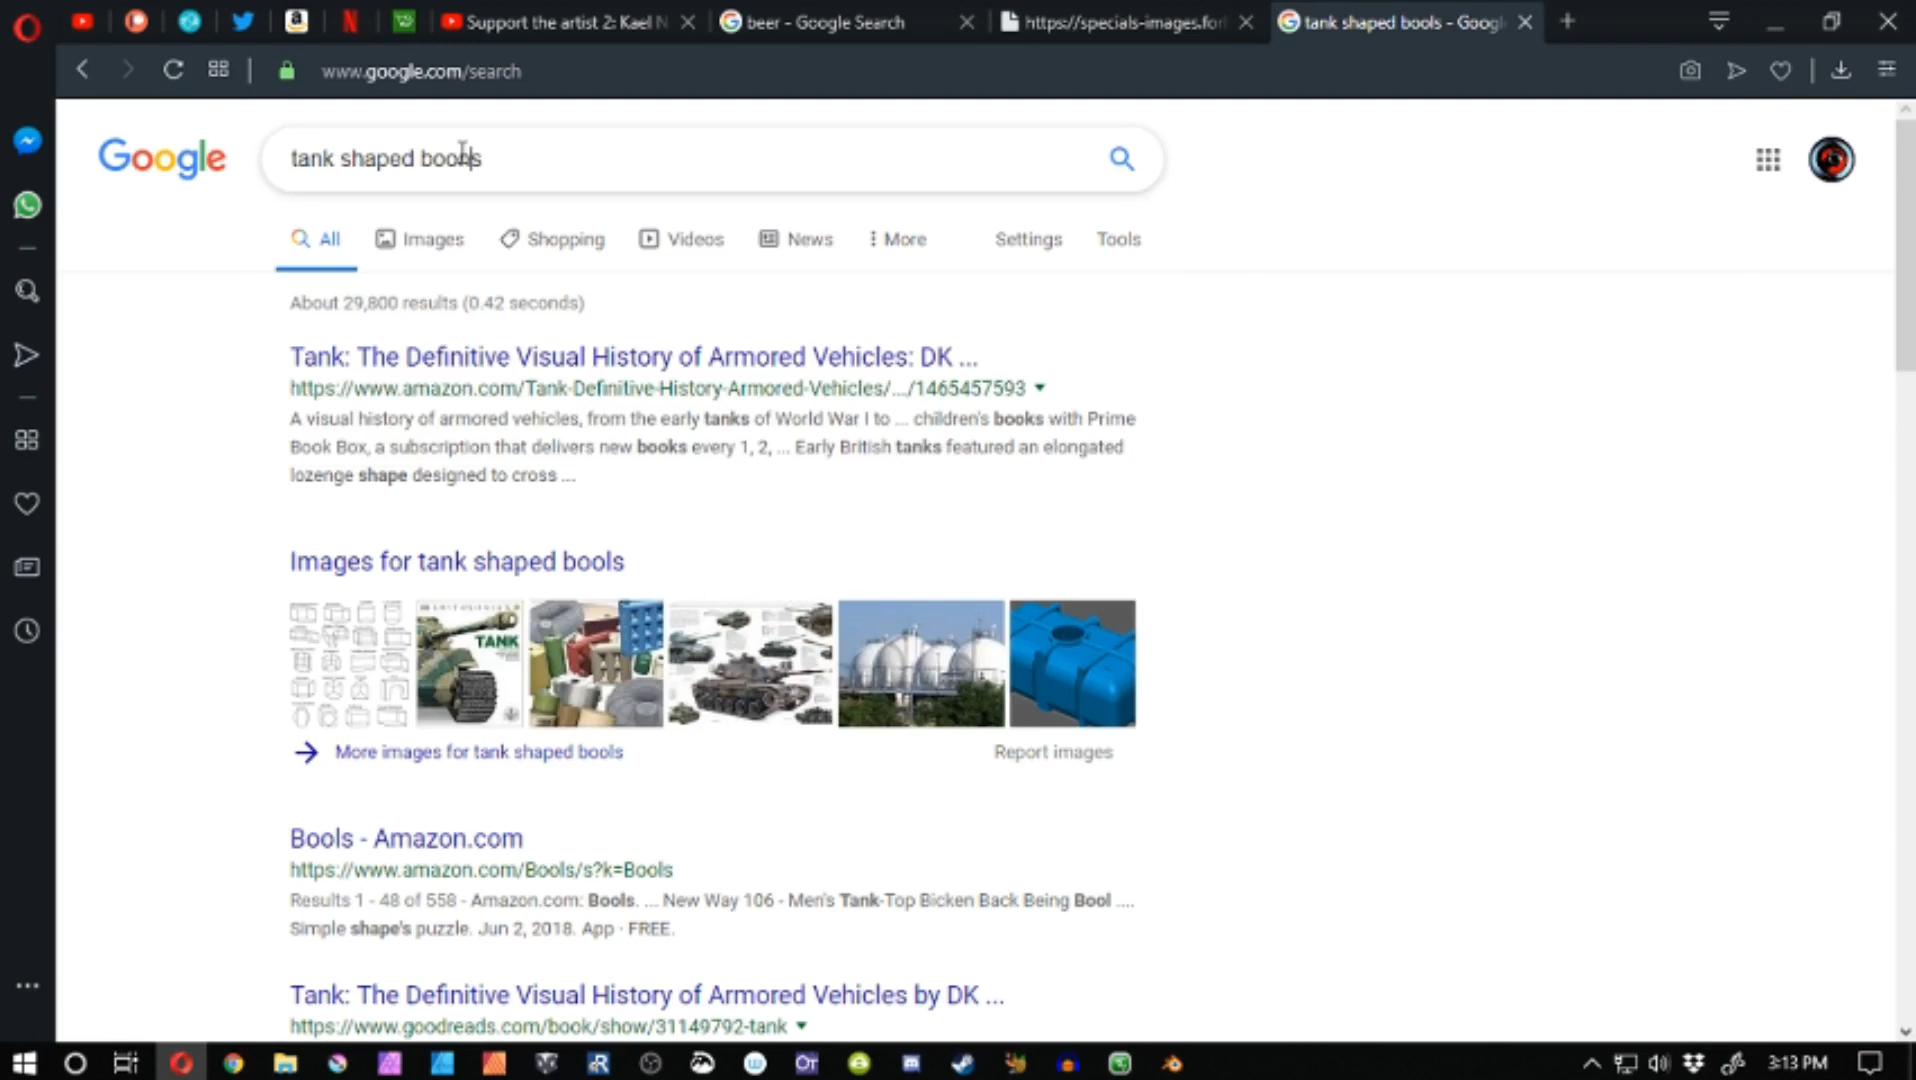 Support the artist 2: Kael N
beer - Google Search
https://specials-images.forl
tank shaped bools - Googl
www.google.com/search
Google
tank shaped bools
All
Images
Shopping
Videos
News
More
Settings
Tools
About 29,800 results (0.42 seconds)
Tank: The Definitive Visual History of Armored Vehicles: DK ...
https://www.amazon.com/Tank-Definitive-History-Armored-Vehicles/.../1465457593
A visual history of armored vehicles, from the early tanks of World War I to ... children's books with Prime
Book Box, a subscription that delivers new books every 1, 2, ... Early British tanks featured an elongated
lozenge shape designed to cross ...
Images for tank shaped bools
TANK
More images for tank shaped bools
Report images
Bools - Amazon.com
https://www.amazon.com/Bools/s?k=Bools
Results 1 - 48 of 558 - Amazon.com: Bools. ... New Way 106 - Men's Tank-Top Bicken Back Being Bool ....
Simple shape's puzzle. Jun 2, 2018. App · FREE.
Tank: The Definitive Visual History of Armored Vehicles by DK ...
https://www.goodreads.com/book/show/31149792-tank
3:13 PM